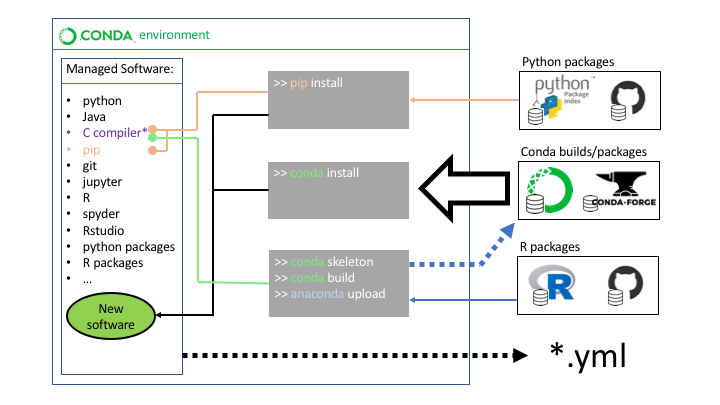 CONDA environment
Managed Software:
• python
• Java
• C compiler*
• pip
• git
• jupyter
• R
• spyder
• Rstudio
• python packages
• R packages
• ...
New
software
>> pip install
>> conda install
>> conda skeleton
>> conda build
>> anaconda upload
Python packages
python™
Package
Index
Conda builds/packages
CONDA-FORGE
R packages
R
*.yml